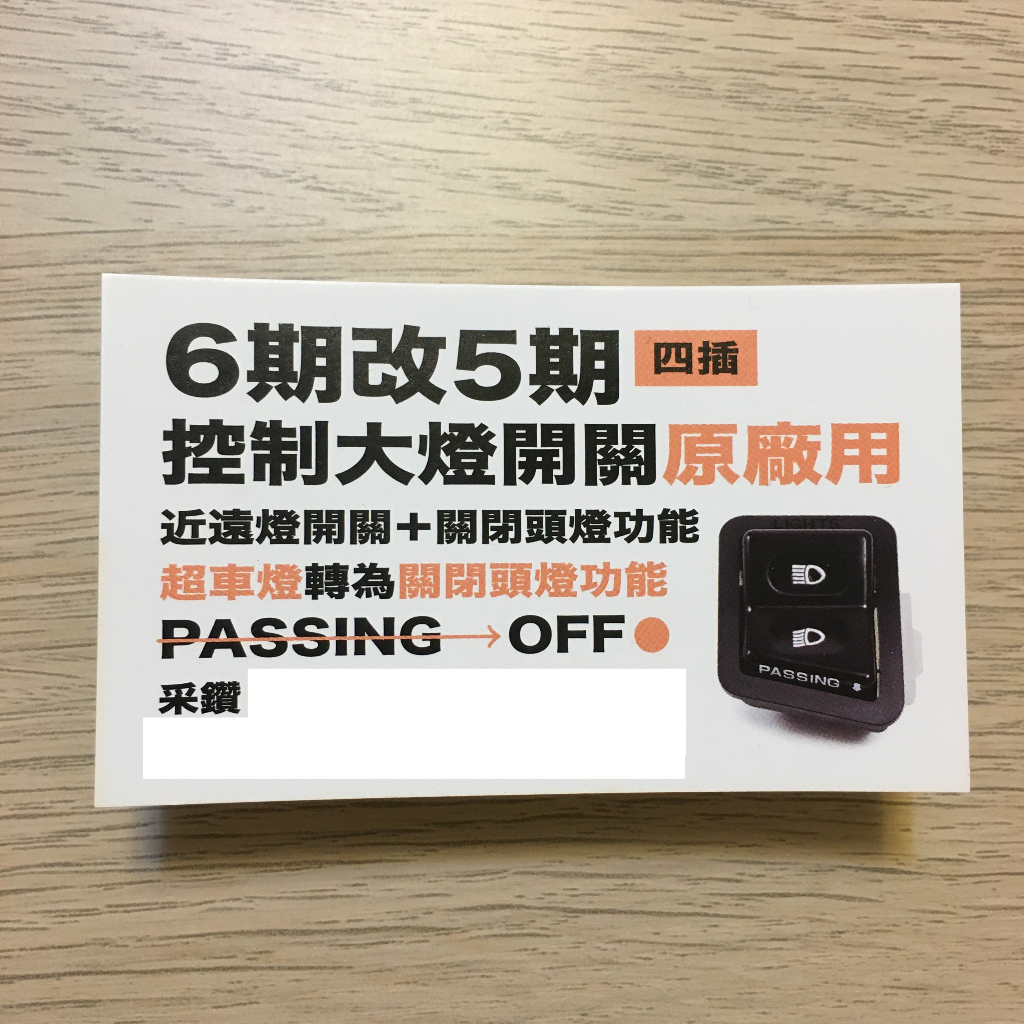 6期改5期 四插
控制大燈開關原廠用
近遠燈開關+關閉頭燈功能
超車燈轉為關閉頭燈功能
PASSING → OFF
采鑽
LIGHTS
PASSING